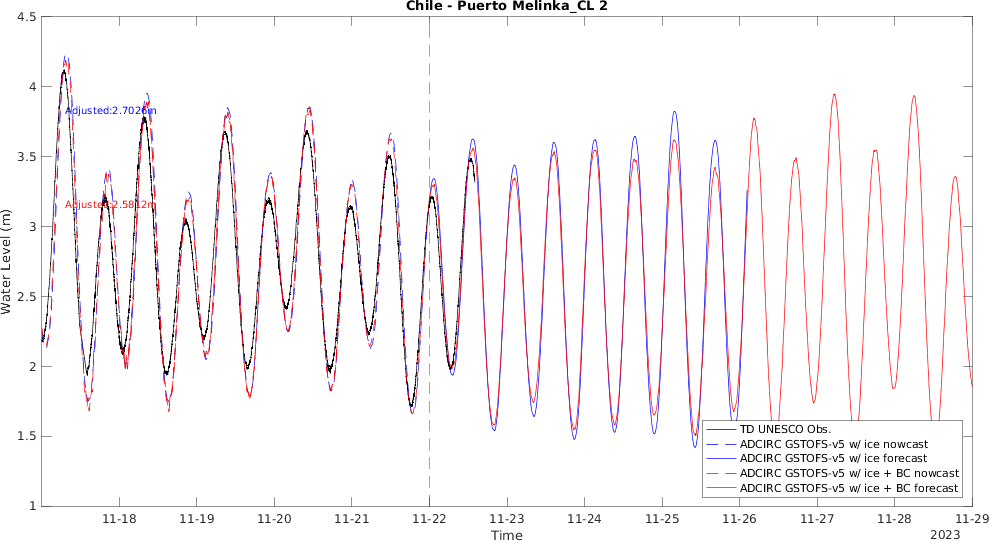 Chile - Puerto Melinka_CL 2
Water Level (m)
4.5
4
3.5
3
2.5
2
1.5
1
Adjusted:2.7026m
Adjusted:2.5812m
TD UNESCO Obs.
ADCIRC GSTOFS-v5 w/ ice nowcast
ADCIRC GSTOFS-v5 w/ ice forecast
ADCIRC GSTOFS-v5 w/ ice + BC nowcast
ADCIRC GSTOFS-v5 w/ ice + BC forecast
11-18 11-19 11-20 11-21 11-22 11-23 11-24 11-25 11-26 11-27 11-28 11-29
Time
2023